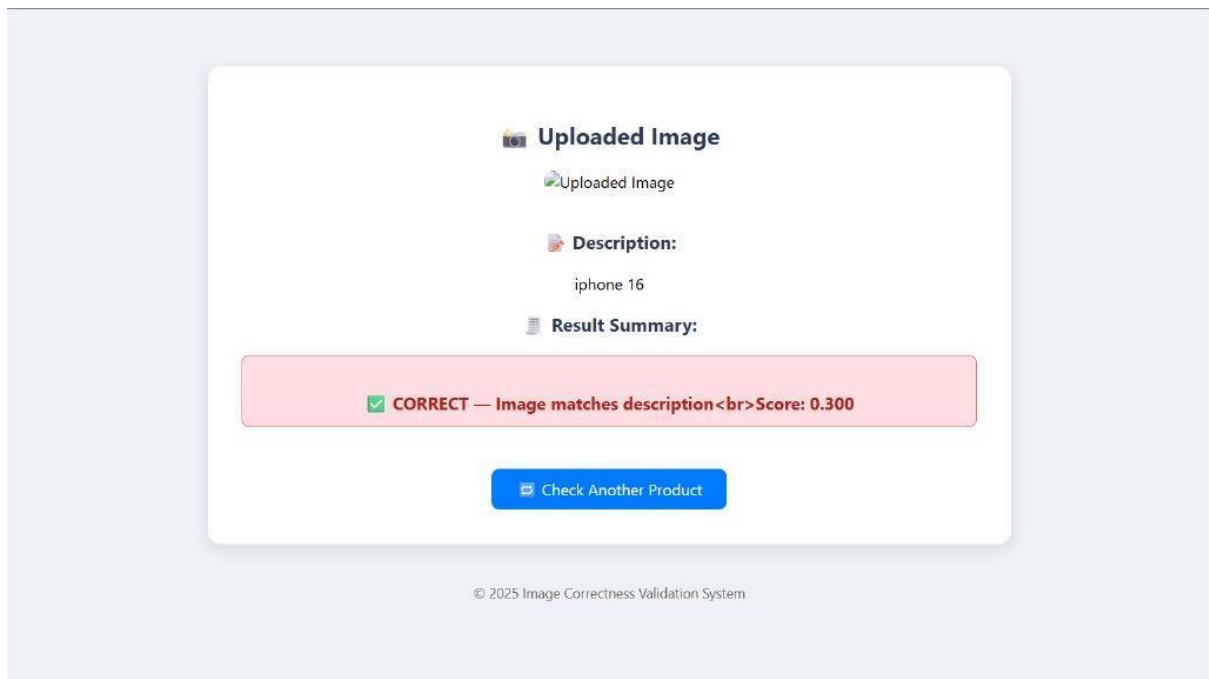 📷 Uploaded Image
Uploaded Image
📝 Description:
iphone 16
🧾 Result Summary:
✅ CORRECT — Image matches description<br>Score: 0.300
🔁 Check Another Product
© 2025 Image Correctness Validation System